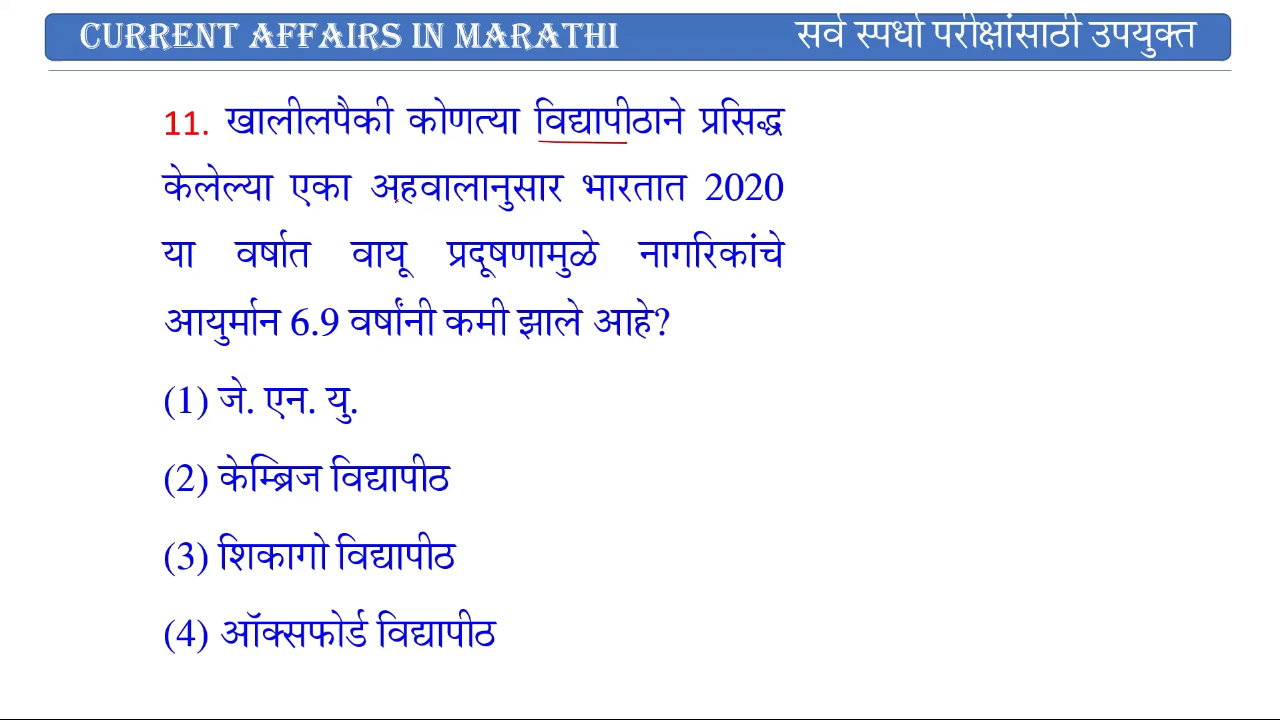 CURRENT AFFAIRS IN MARATHI
सर्व स्पर्धा परीक्षांसाठी उपयुक्त
11. खालीलपैकी कोणत्या विद्यापीठाने प्रसिद्ध
केलेल्या एका अहवालानुसार भारतात 2020
या वर्षात वायू प्रदूषणामुळे नागरिकांचे
आयुर्मान 6.9 वर्षांनी कमी झाले आहे?
(1) जे. एन. यु.
(2) केम्ब्रिज विद्यापीठ
(3) शिकागो विद्यापीठ
(4) ऑक्सफोर्ड विद्यापीठ